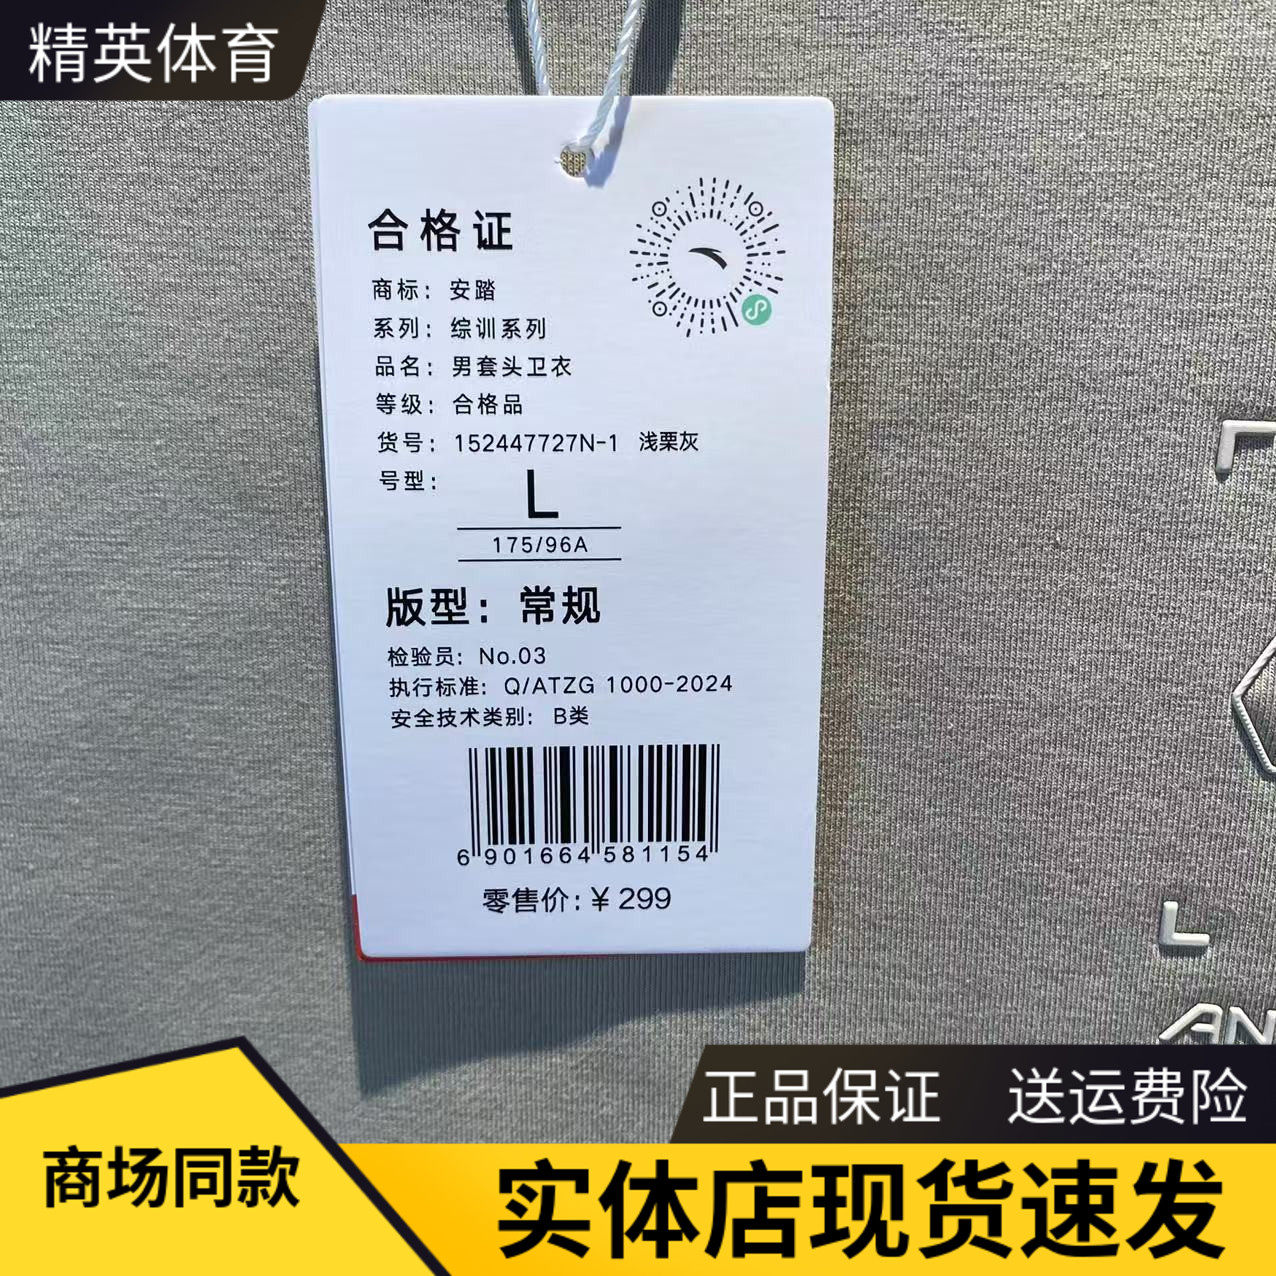 精英体育
合格证
商标：安踏
系列：综训系列
品名：男套头卫衣
等级：合格品
货号：152447727N-1 浅栗灰
号型：L
175/96A
版型：常规
检验员：No.03
执行标准：Q/ATZG 1000-2024
安全技术类别：B类
6 901664 581154
零售价：￥299
AN
正品保证 送运费险
商场同款
实体店现货速发